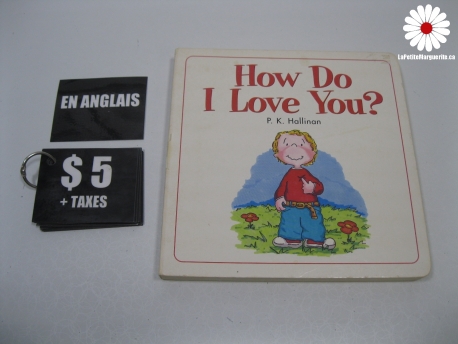 LaPetiteMarguerite.ca
EN ANGLAIS
$5
+ TAXES
How Do
I Love You?
P. K. Hallinan